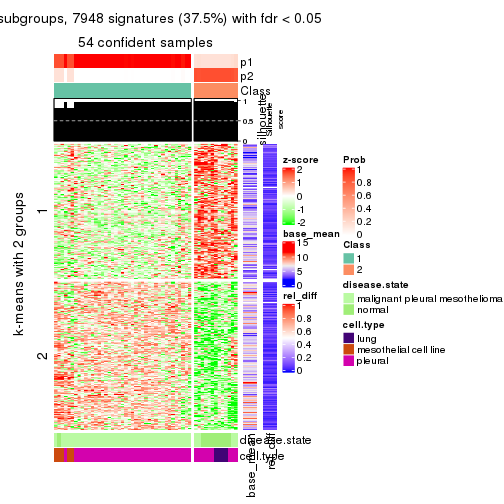 subgroups, 7948 signatures (37.5%) with fdr < 0.05
54 confident samples
p1
p2
Class
silhouette
Silhouette
score
1
0.5
0
k-means with 2 groups
1
2
z-score
2
1
0
-1
-2
base_mean
15
10
5
0
rel_diff
1
0.8
0.6
0.4
0.2
0
Prob
1
0.8
0.6
0.4
0.2
0
Class
1
2
disease.state
malignant pleural mesothelioma
normal
cell.type
lung
mesothelial cell line
pleural
disease.state
cell.type
base_mean
rel_diff